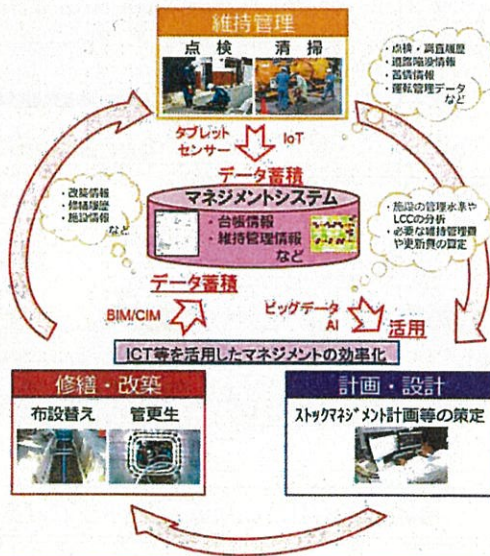 維持管理
点検 清掃
・点検・調査履歴
・道路陥没情報
・苦情情報
・運転管理データ
など
タブレット
センサー
IoT
データ蓄積
マネジメントシステム
・台帳情報
・維持管理情報
など
・改築情報
・修繕履歴
・施設情報
など
・施設の管理水準や
LCCの分析
・必要な維持管理費
や更新費の算定
データ蓄積
BIM/CIM
ビッグデータ
AI
活用
ICT等を活用したマネジメントの効率化
修繕・改築
布設替え 管更生
計画・設計
ストックマネジメント計画等の策定